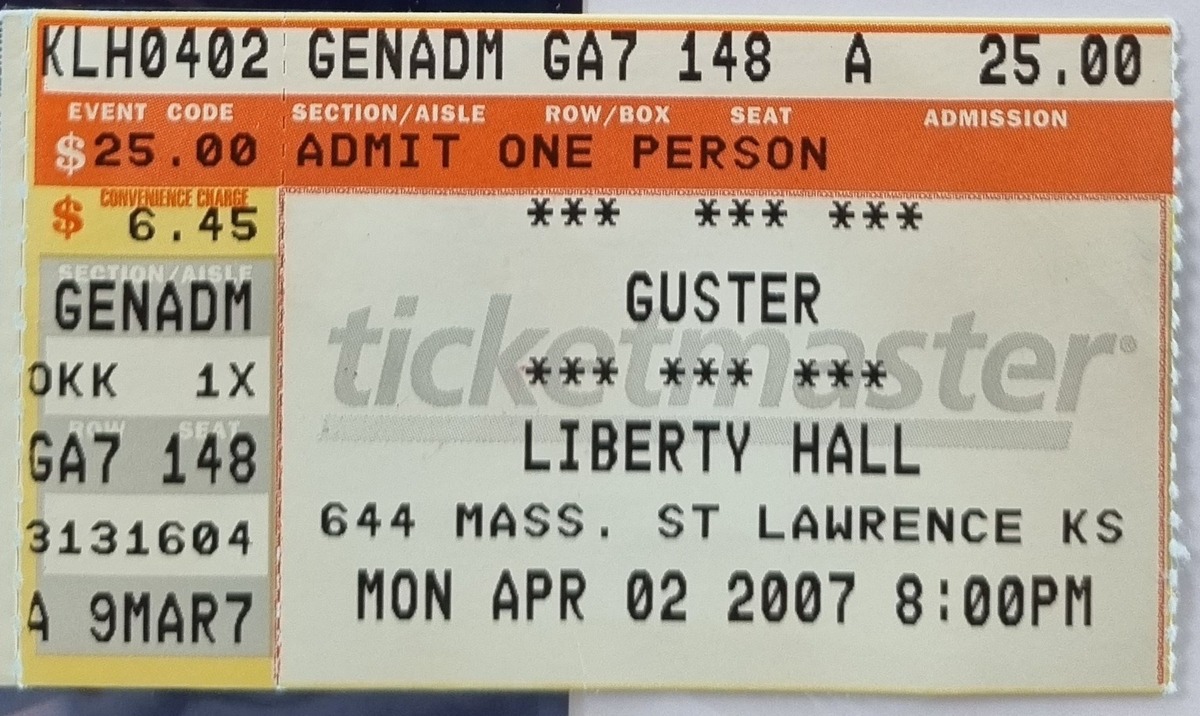 KLH0402 GENADM GA7 148 A 25.00
EVENT CODE SECTION/AISLE ROW/BOX SEAT ADMISSION
$25.00 ADMIT ONE PERSON
CONVENIENCE CHARGE
$ 6.45
*** *** ***
SECTION/AISLE
GENADM
GUSTER
ticketmaster®
OKK 1X
*** *** ***
ROW SEAT
GA7 148
LIBERTY HALL
3131604
644 MASS. ST LAWRENCE KS
A 9MAR7
MON APR 02 2007 8:00PM